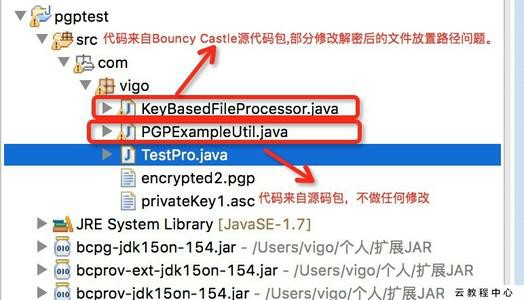 pgptest
src 代码来自Bouncy Castle源代码包,部分修改解密后的文件放置路径问题。
com
vigo
KeyBasedFileProcessor.java
PGPExampleUtil.java
TestPro.java
encrypted2.pgp
privateKey1.asc 代码来自源码包，不做任何修改
JRE System Library [JavaSE-1.7]
bcpg-jdk15on-154.jar - /Users/vigo/个人/扩展JAR
bcprov-ext-jdk15on-154.jar - /Users/vigo/个人/扩展JAR
bcprov-jdk15on-154.jar - /Users/vigo/个人/扩展JAR
云教程中心